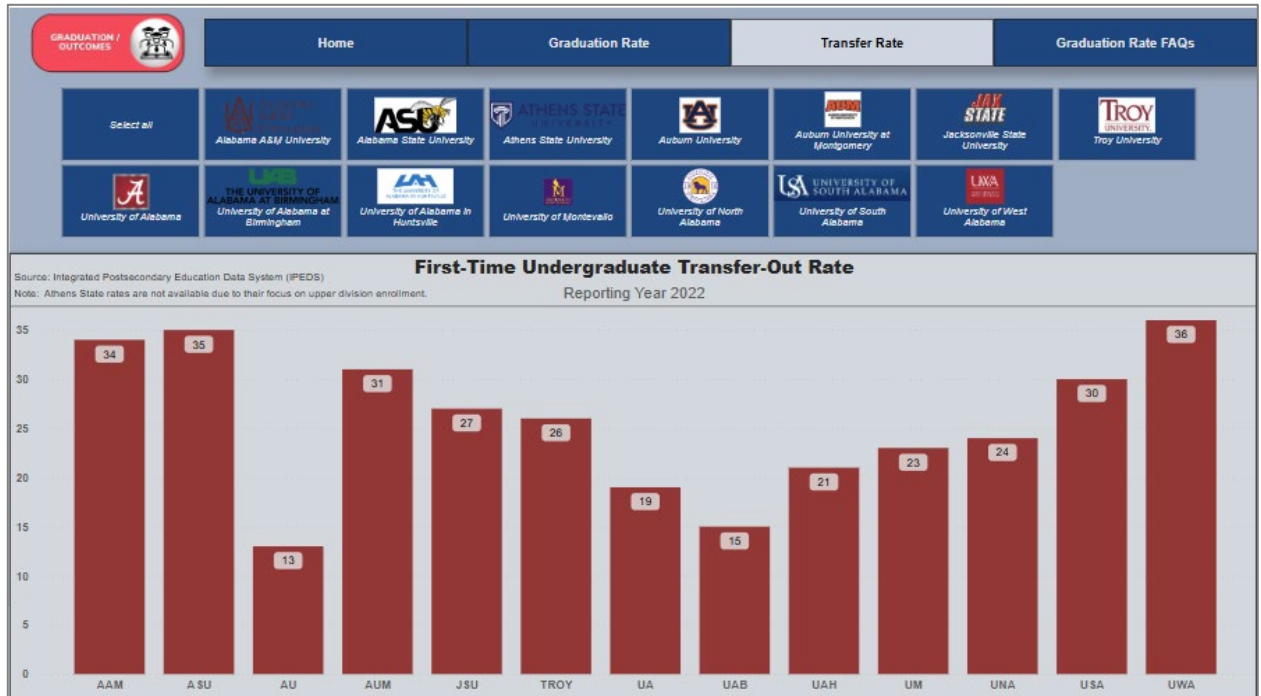 GRADUATION /
OUTCOMES
Home
Graduation Rate
Transfer Rate
Graduation Rate FAQs
Select all
Alabama A&M University
ASU
Alabama State University
ATHENS STATE
UNIVERSITY
Athens State University
Auburn University
AUM
Auburn University at
Montgomery
JAX
STATE
Jacksonville State
University
TROY
UNIVERSITY
Troy University
A
University of Alabama
UAB
THE UNIVERSITY OF
ALABAMA AT BIRMINGHAM
University of Alabama at
Birmingham
UAH
THE UNIVERSITY OF
ALABAMA IN HUNTSVILLE
University of Alabama in
Huntsville
University of Montevallo
University of North
Alabama
USA UNIVERSITY OF
SOUTH ALABAMA
University of South
Alabama
UWA
University of West
Alabama
First-Time Undergraduate Transfer-Out Rate
Source: Integrated Postsecondary Education Data System (IPEDS)
Reporting Year 2022
Note: Athens State rates are not available due to their focus on upper division enrollment.
35
30
25
20
15
10
5
0
34
35
13
31
27
26
19
15
21
23
24
30
36
AAM
ASU
AU
AUM
JSU
TROY
UA
UAB
UAH
UM
UNA
USA
UWA